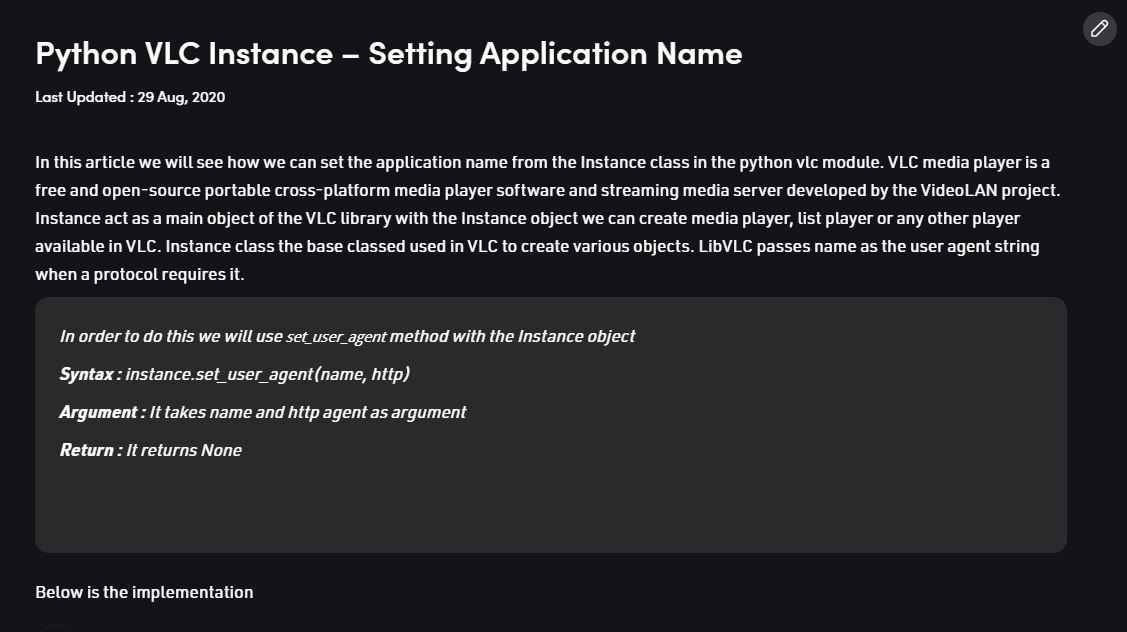 Python VLC Instance – Setting Application Name
Last Updated : 29 Aug, 2020
In this article we will see how we can set the application name from the Instance class in the python vlc module. VLC media player is a
free and open-source portable cross-platform media player software and streaming media server developed by the VideoLAN project.
Instance act as a main object of the VLC library with the Instance object we can create media player, list player or any other player
available in VLC. Instance class the base classed used in VLC to create various objects. LibVLC passes name as the user agent string
when a protocol requires it.
In order to do this we will use set_user_agent method with the Instance object
Syntax : instance.set_user_agent(name, http)
Argument : It takes name and http agent as argument
Return : It returns None
Below is the implementation